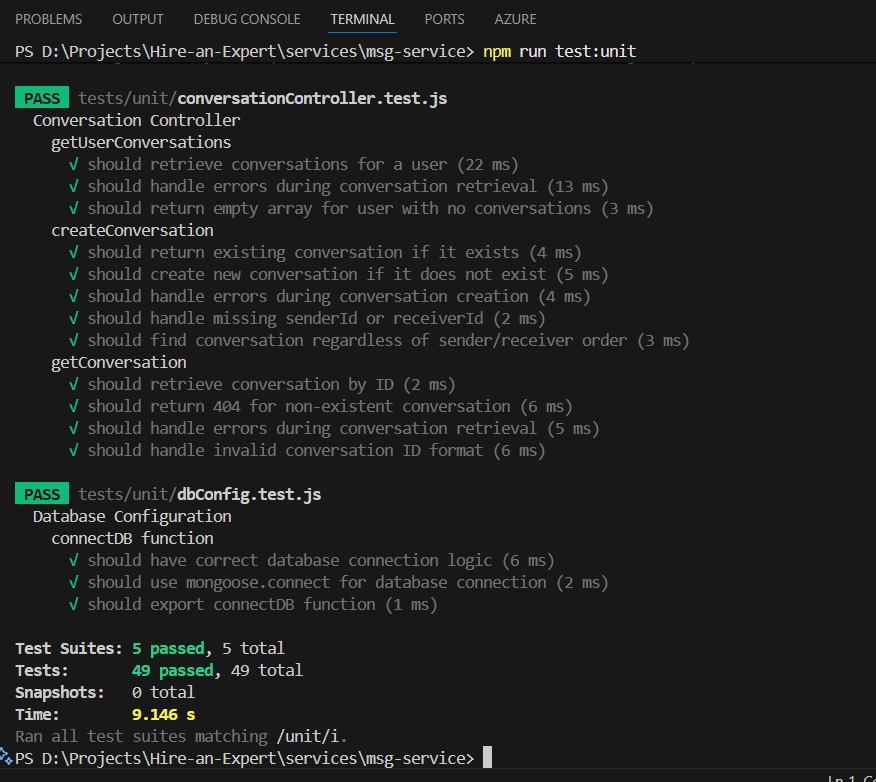 PROBLEMS OUTPUT DEBUG CONSOLE TERMINAL PORTS AZURE
PS D:\Projects\Hire-an-Expert\services\msg-service> npm run test:unit
PASS tests/unit/conversationController.test.js
Conversation Controller
getUserConversations
√ should retrieve conversations for a user (22 ms)
√ should handle errors during conversation retrieval (13 ms)
√ should return empty array for user with no conversations (3 ms)
createConversation
√ should return existing conversation if it exists (4 ms)
√ should create new conversation if it does not exist (5 ms)
√ should handle errors during conversation creation (4 ms)
√ should handle missing senderId or receiverId (2 ms)
√ should find conversation regardless of sender/receiver order (3 ms)
getConversation
√ should retrieve conversation by ID (2 ms)
√ should return 404 for non-existent conversation (6 ms)
√ should handle errors during conversation retrieval (5 ms)
√ should handle invalid conversation ID format (6 ms)
PASS tests/unit/dbConfig.test.js
Database Configuration
connectDB function
√ should have correct database connection logic (6 ms)
√ should use mongoose.connect for database connection (2 ms)
√ should export connectDB function (1 ms)
Test Suites: 5 passed, 5 total
Tests: 49 passed, 49 total
Snapshots: 0 total
Time: 9.146 s
Ran all test suites matching /unit/i.
PS D:\Projects\Hire-an-Expert\services\msg-service>